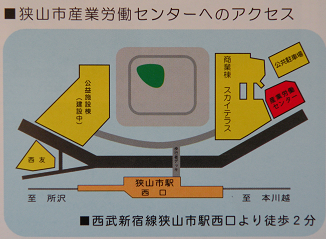 ■狭山市産業労働センターへのアクセス
公益施設棟
(建設中)
商業棟 スカイテラス
公共駐車場
産業労働
センター
西友
狭山市駅
西口
至 所沢
至 本川越
■西武新宿線狭山市駅西口より徒歩2分